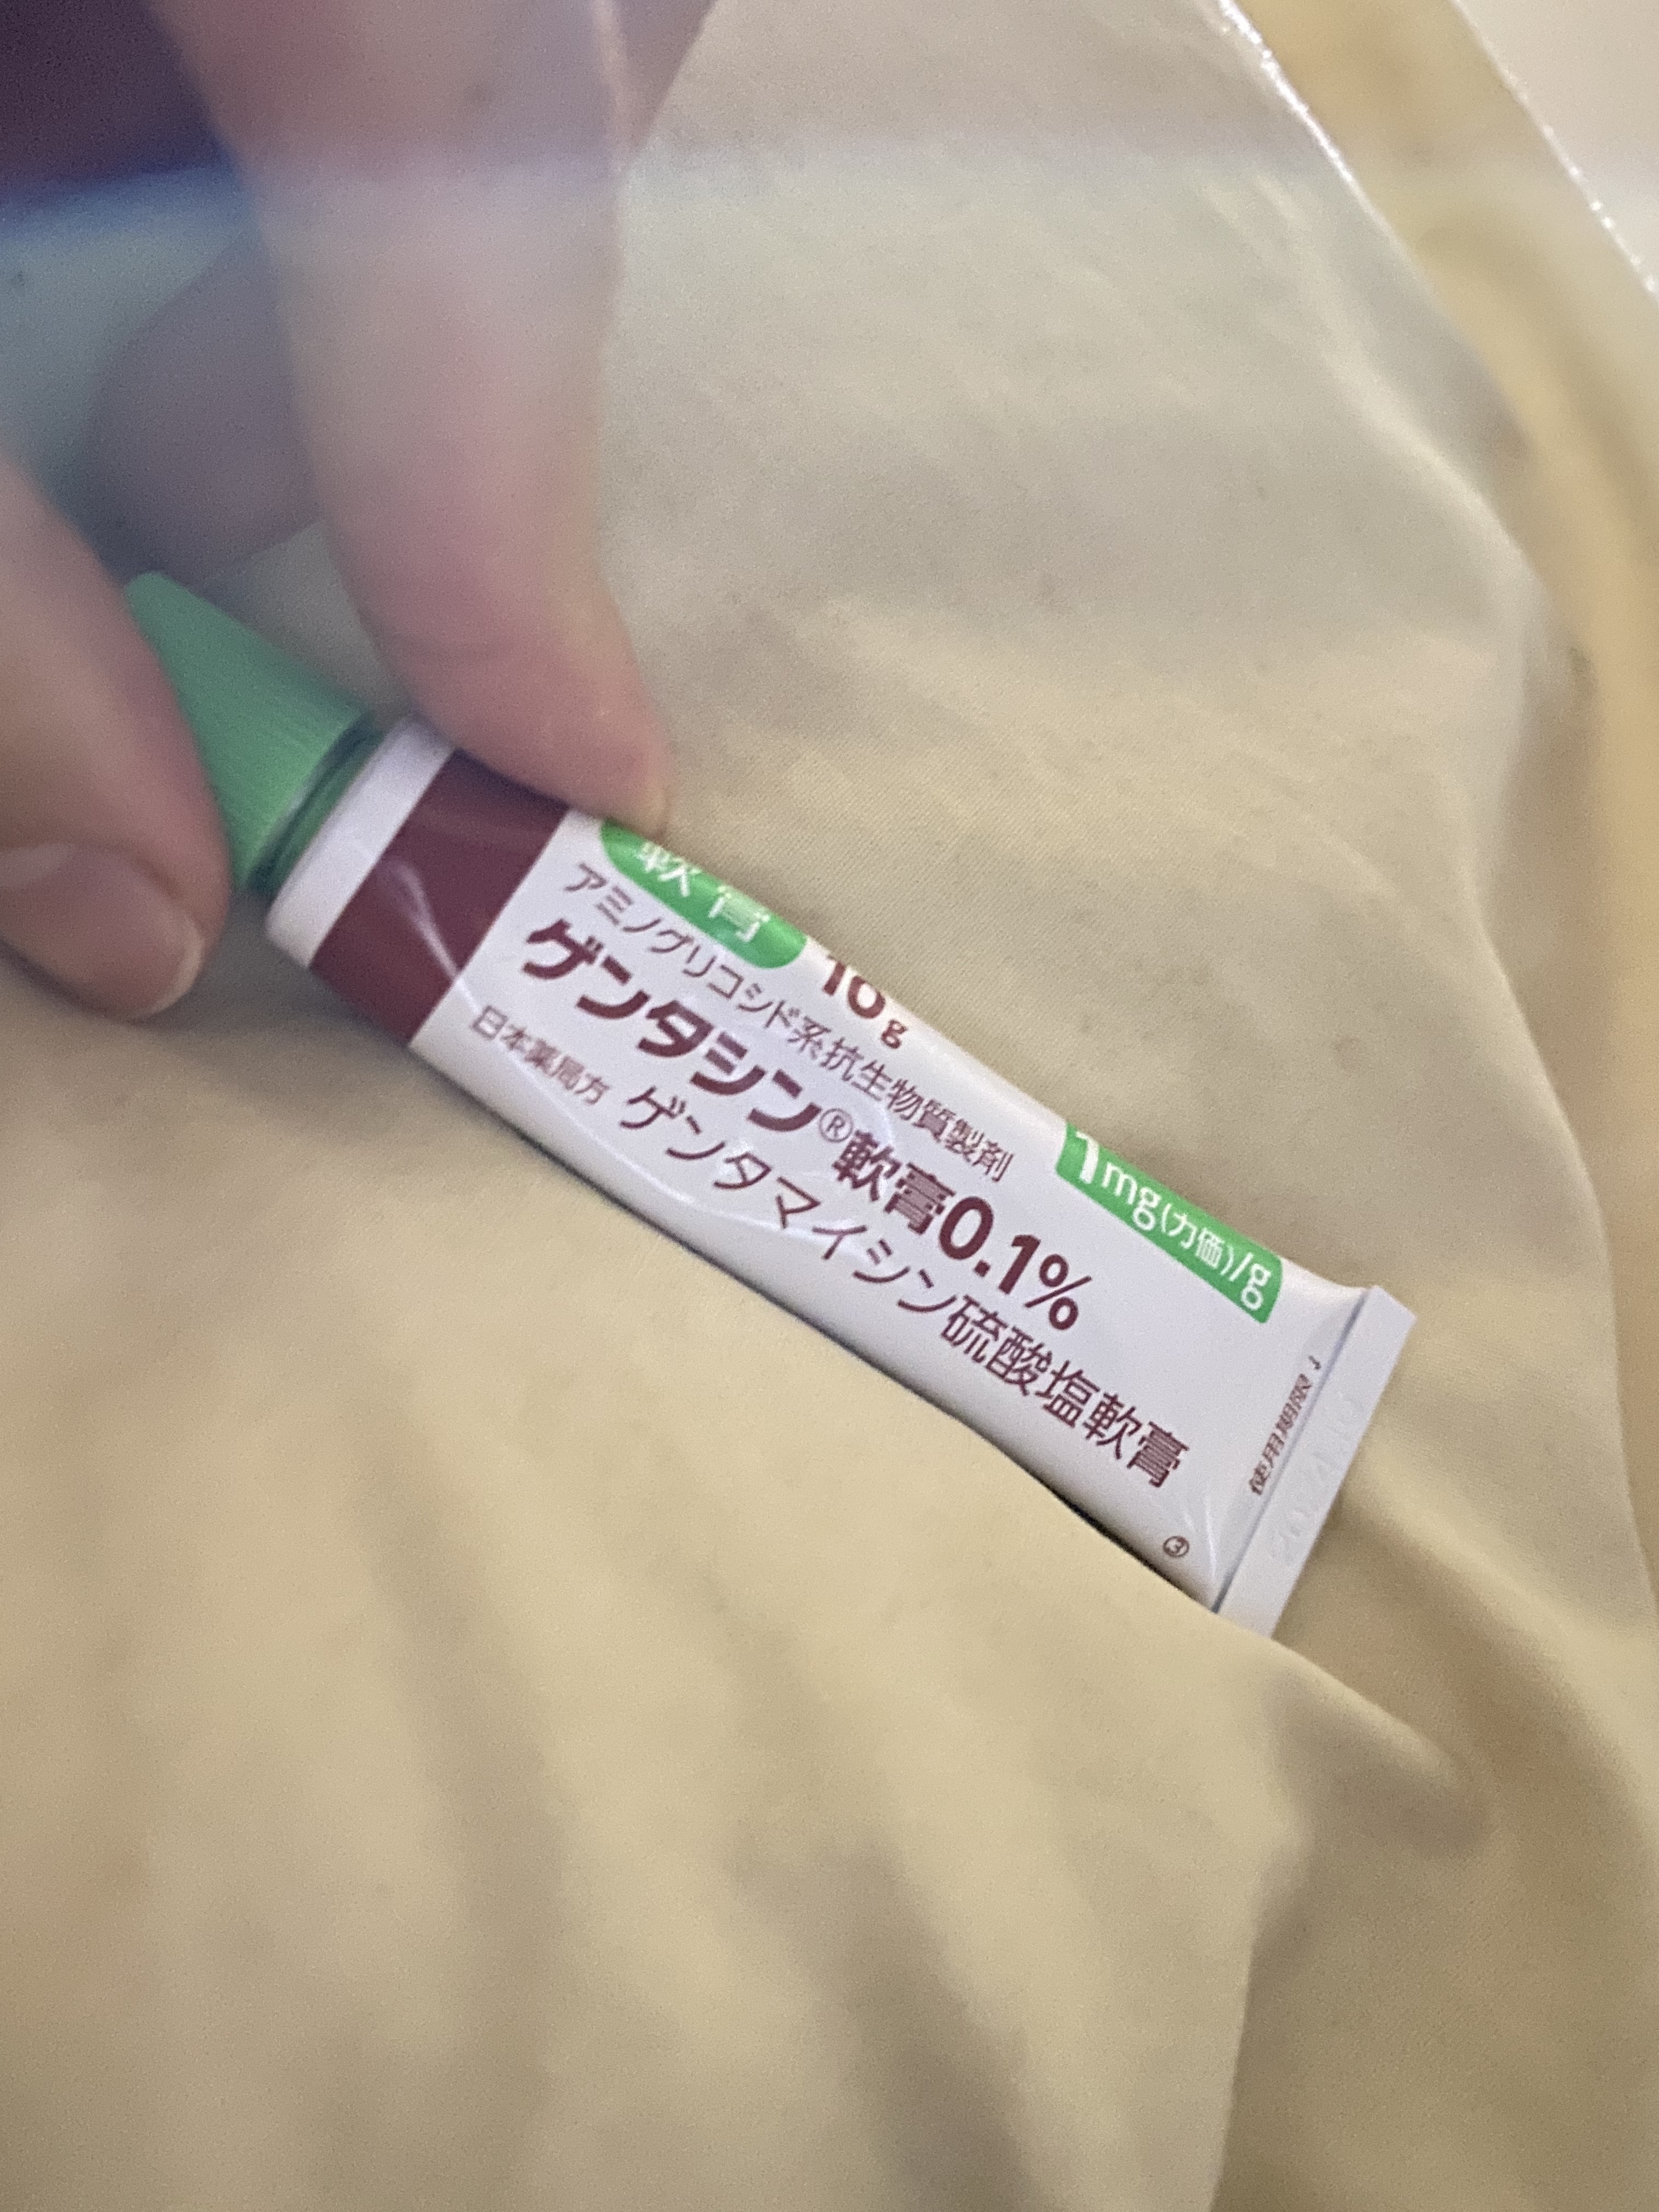 軟膏
10g
アミノグリコシド系抗生物質製剤
1mg(力価)/g
ゲンタシン®軟膏0.1%
日本薬局方 ゲンタマイシン硫酸塩軟膏
使用期限
③